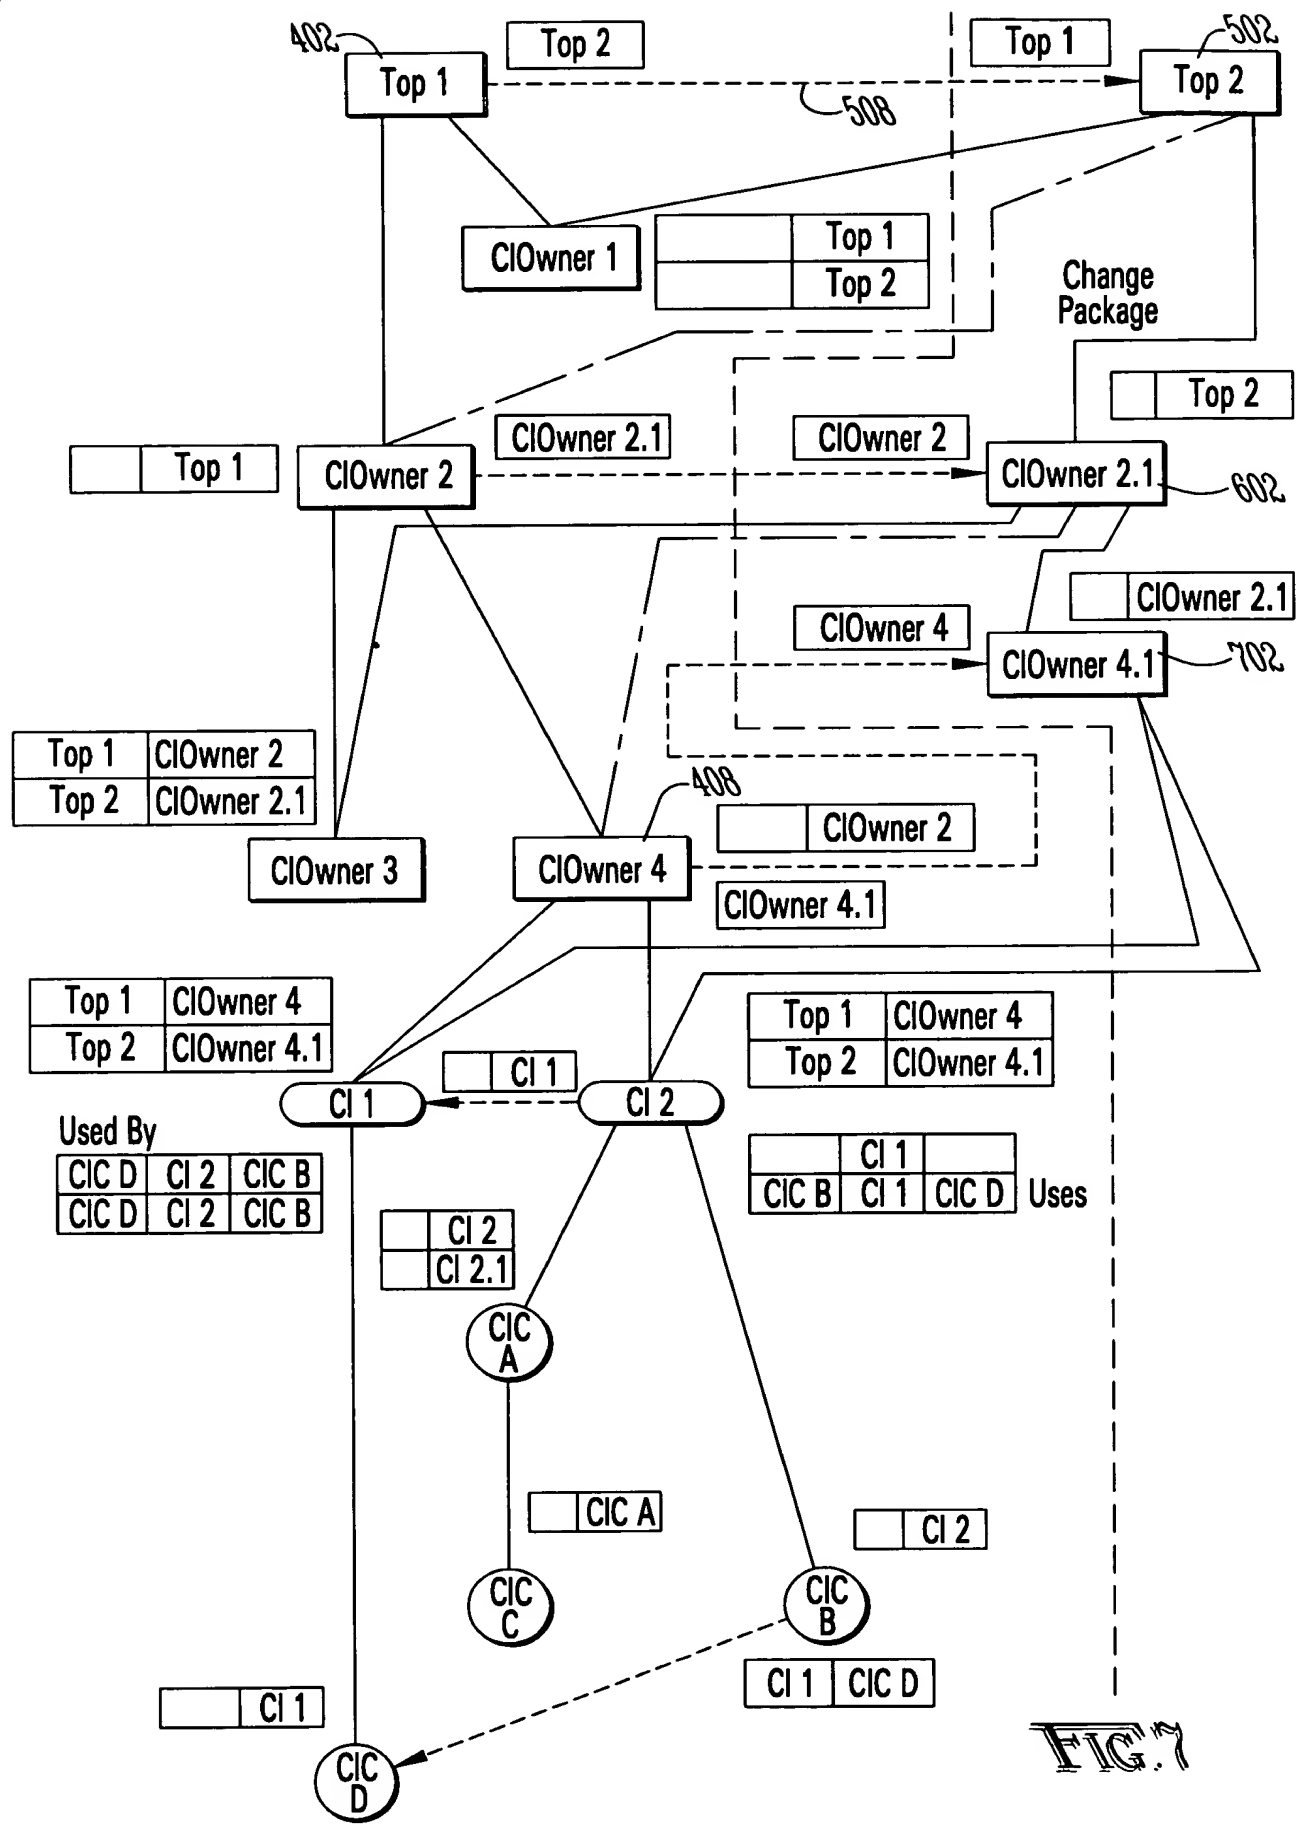 402
Top 2
Top 1
502
Top 1
Top 2
508
CIOwner 1
Top 1
Top 2
Change
Package
Top 2
CIOwner 2.1
CIOwner 2
Top 1
CIOwner 2
CIOwner 2.1
602
CIOwner 2.1
CIOwner 4
CIOwner 4.1
702
Top 1 CIOwner 2
Top 2 CIOwner 2.1
408
CIOwner 2
CIOwner 3
CIOwner 4
CIOwner 4.1
Top 1 CIOwner 4
Top 2 CIOwner 4.1
Top 1 CIOwner 4
Top 2 CIOwner 4.1
CI 1
CI 1
CI 2
Used By
CIC D CI 2 CIC B
CIC D CI 2 CIC B
CI 1
CIC B CI 1 CIC D Uses
CI 2
CI 2.1
CIC
A
CIC A
CI 2
CIC
C
CIC
B
CI 1 CIC D
CI 1
CIC
D
FIG. 7